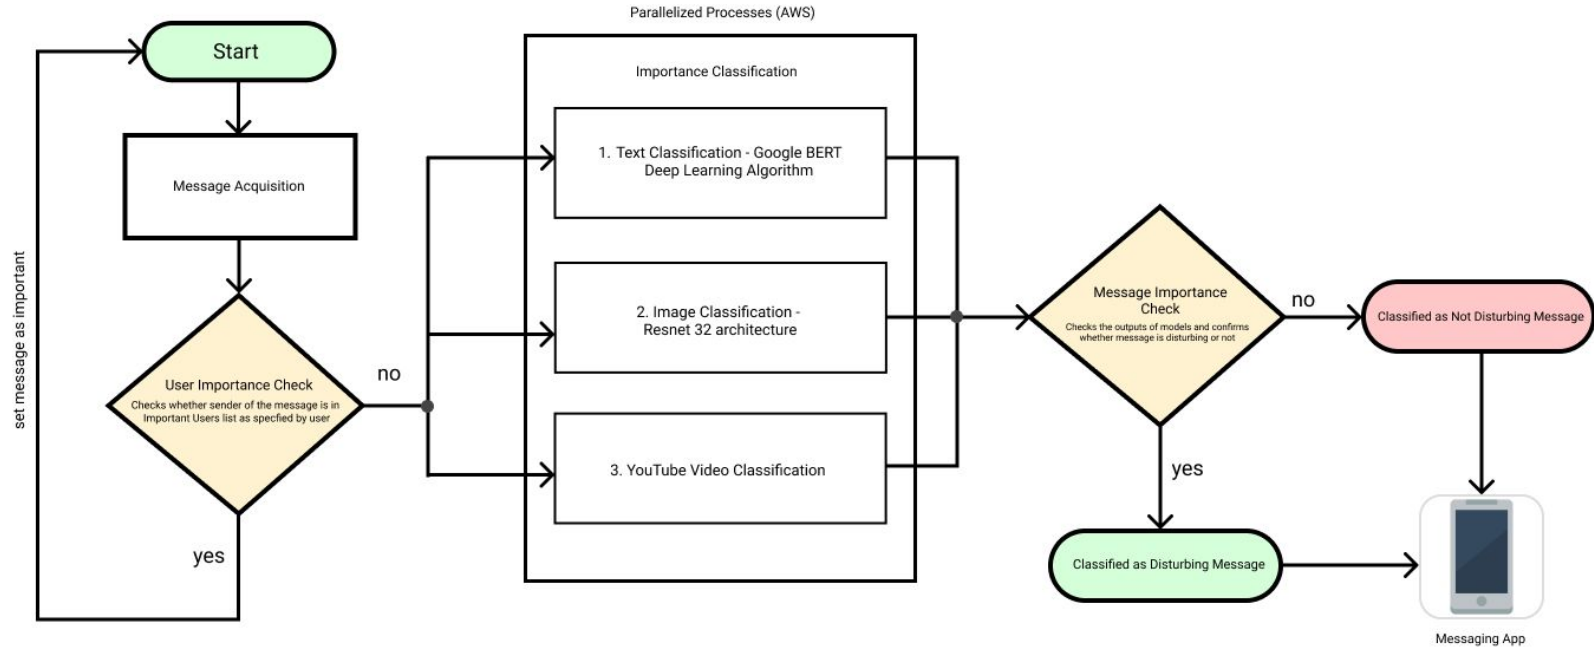 Parallelized Processes (AWS)
Start
Importance Classification
Message Acquisition
1. Text Classification - Google BERT
Deep Learning Algorithm
set message as important
2. Image Classification -
Resnet 32 architecture
Message Importance
Check
Checks the outputs of models and confirms
whether message is disturbing or not
no
Classified as Not Disturbing Message
User Importance Check
Checks whether sender of the message is in
Important Users list as specfied by user
no
3. YouTube Video Classification
yes
yes
Classified as Disturbing Message
Messaging App